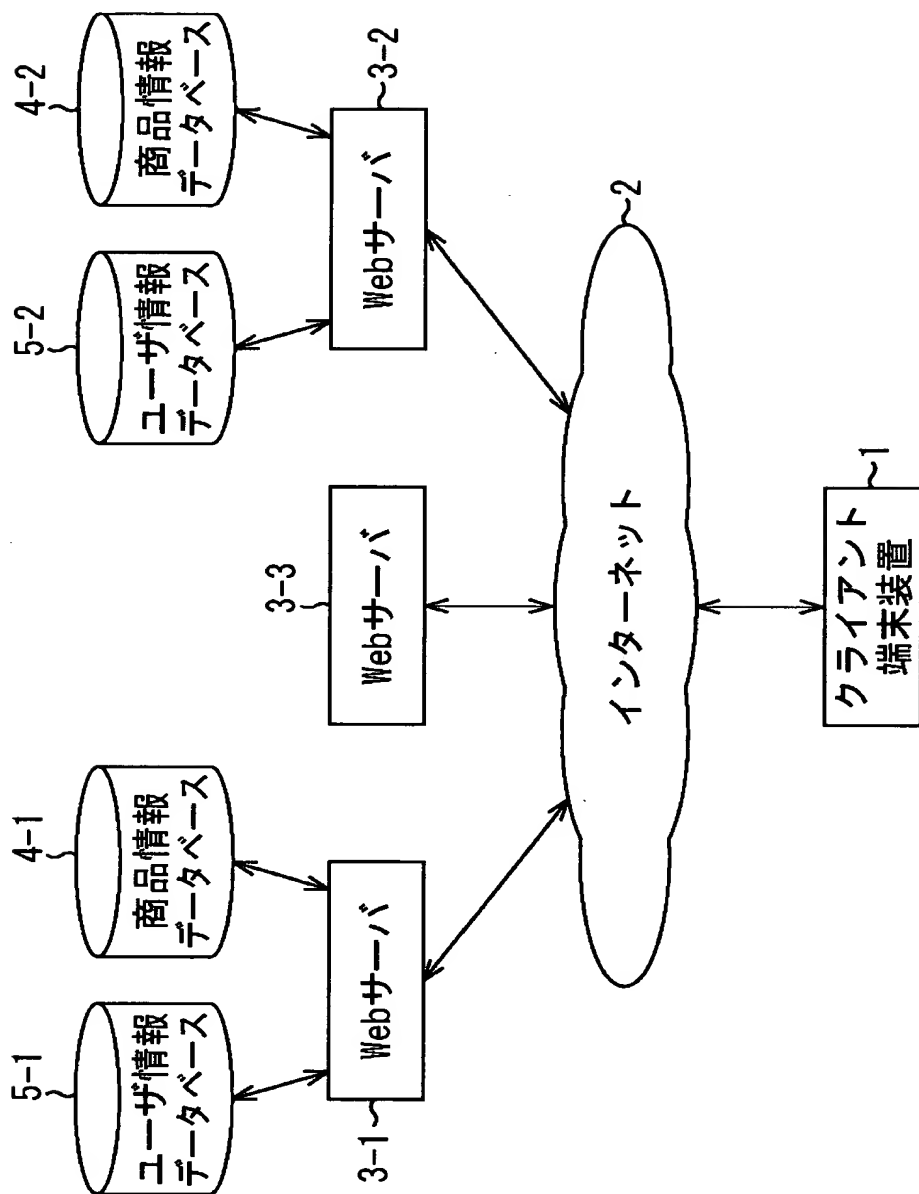 5-1
4-1
5-2
4-2
ユーザ情報
データベース
商品情報
データベース
ユーザ情報
データベース
商品情報
データベース
3-3
3-1
Webサーバ
Webサーバ
Webサーバ
3-2
インターネット
2
クライアント
端末装置
1